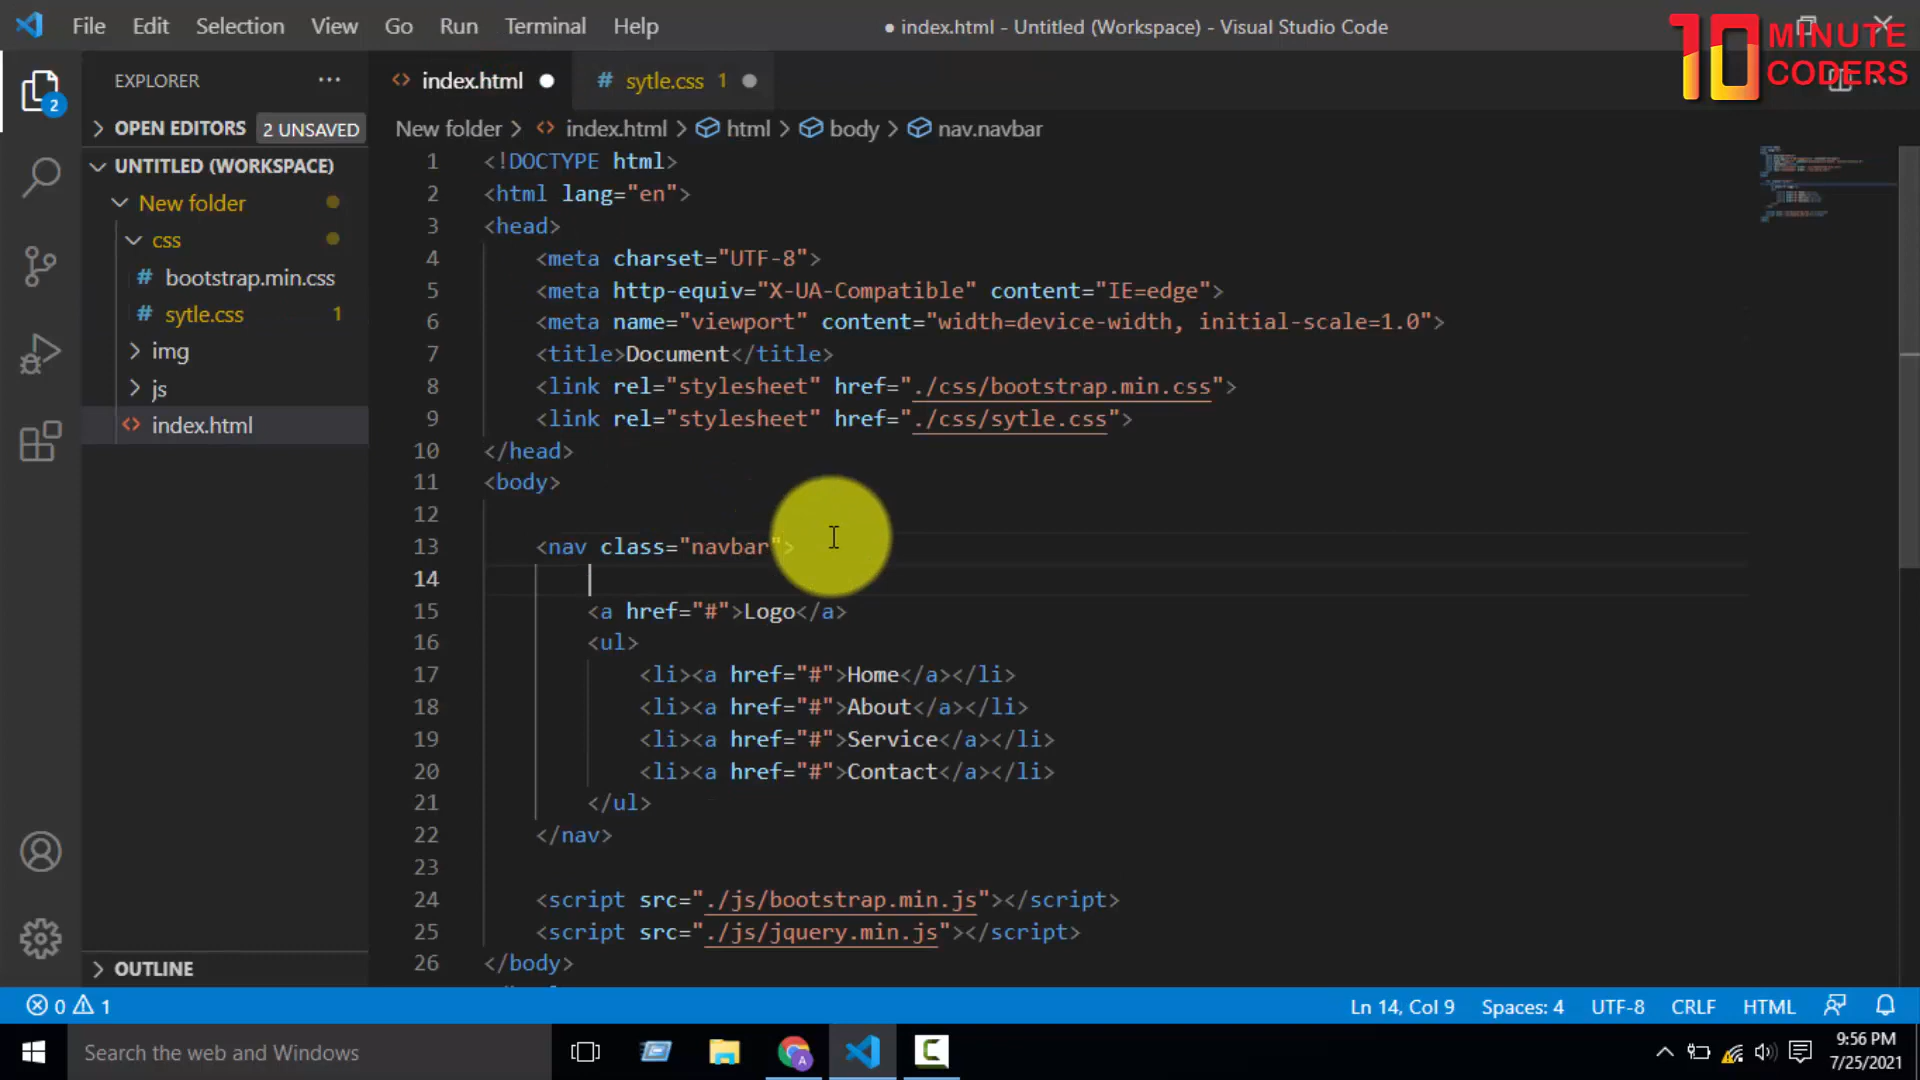 File Edit Selection View Go Run Terminal Help ● index.html - Untitled (Workspace) - Visual Studio Code
10 MINUTE CODERS
EXPLORER ···
index.html ●
# sytle.css 1 ●
OPEN EDITORS 2 UNSAVED
New folder > index.html > html > body > nav.navbar
UNTITLED (WORKSPACE)
New folder
css
# bootstrap.min.css
# sytle.css 1
img
js
<> index.html
OUTLINE
2
1 <!DOCTYPE html>
2 <html lang="en">
3 <head>
4 <meta charset="UTF-8">
5 <meta http-equiv="X-UA-Compatible" content="IE=edge">
6 <meta name="viewport" content="width=device-width, initial-scale=1.0">
7 <title>Document</title>
8 <link rel="stylesheet" href="./css/bootstrap.min.css">
9 <link rel="stylesheet" href="./css/sytle.css">
10 </head>
11 <body>
12
13 <nav class="navbar">
14
15 <a href="#">Logo</a>
16 <ul>
17 <li><a href="#">Home</a></li>
18 <li><a href="#">About</a></li>
19 <li><a href="#">Service</a></li>
20 <li><a href="#">Contact</a></li>
21 </ul>
22 </nav>
23
24 <script src="./js/bootstrap.min.js"></script>
25 <script src="./js/jquery.min.js"></script>
26 </body>
0 1 Ln 14, Col 9 Spaces: 4 UTF-8 CRLF HTML
Search the web and Windows
9:56 PM
7/25/2021